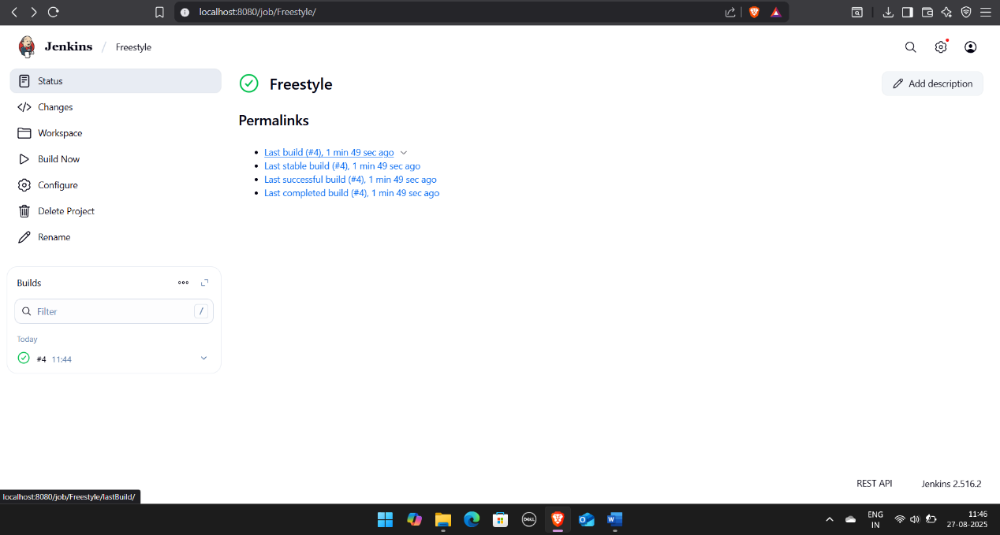 localhost:8080/job/Freestyle/
Jenkins / Freestyle
Status
Changes
Workspace
Build Now
Configure
Delete Project
Rename
Builds
Filter
/
Today
#4 11:44
Freestyle
Add description
Permalinks
Last build (#4), 1 min 49 sec ago
Last stable build (#4), 1 min 49 sec ago
Last successful build (#4), 1 min 49 sec ago
Last completed build (#4), 1 min 49 sec ago
REST API
Jenkins 2.516.2
localhost:8080/job/Freestyle/lastBuild/
DELL
ENG
IN
11:46
27-08-2025